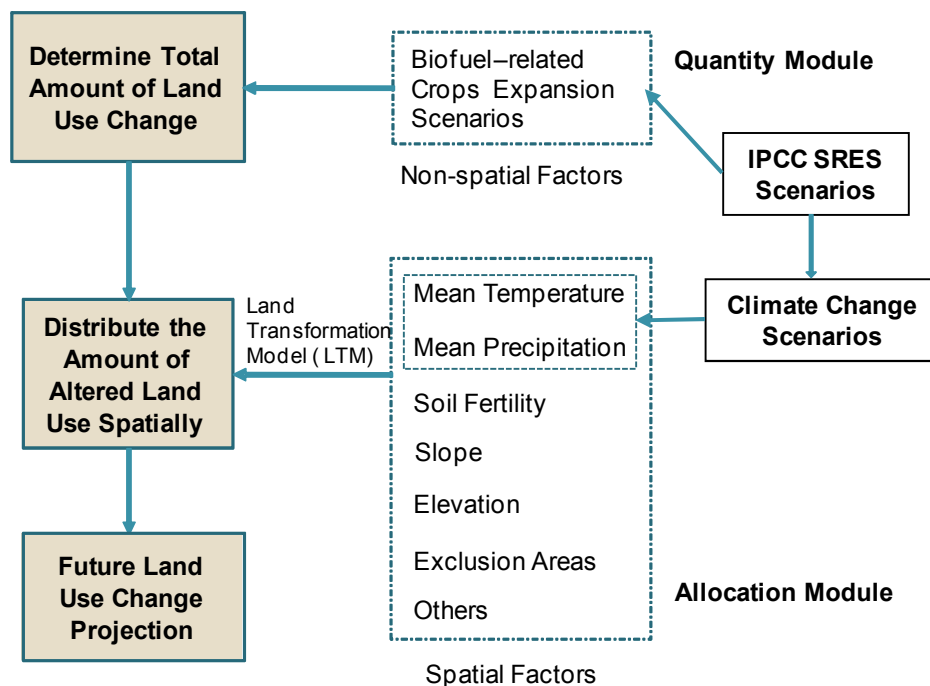 Determine Total
Amount of Land
Use Change
Biofuel–related
Crops Expansion
Scenarios
Non-spatial Factors
Quantity Module
IPCC SRES
Scenarios
Climate Change
Scenarios
Distribute the
Amount of
Altered Land
Use Spatially
Land
Transformation
Model ( LTM)
Mean Temperature
Mean Precipitation
Soil Fertility
Slope
Elevation
Exclusion Areas
Others
Spatial Factors
Allocation Module
Future Land
Use Change
Projection